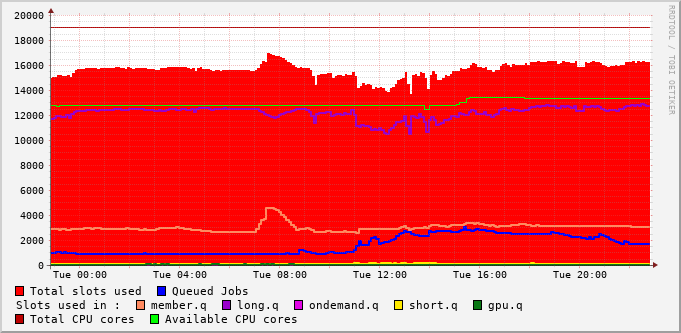 20000
18000
16000
14000
12000
10000
8000
6000
4000
2000
0
Tue 00:00 Tue 04:00 Tue 08:00 Tue 12:00 Tue 16:00 Tue 20:00
Total slots used Queued Jobs
Slots used in : member.q long.q ondemand.q short.q gpu.q
Total CPU cores Available CPU cores
RRDTOOL / TOBI OETIKER